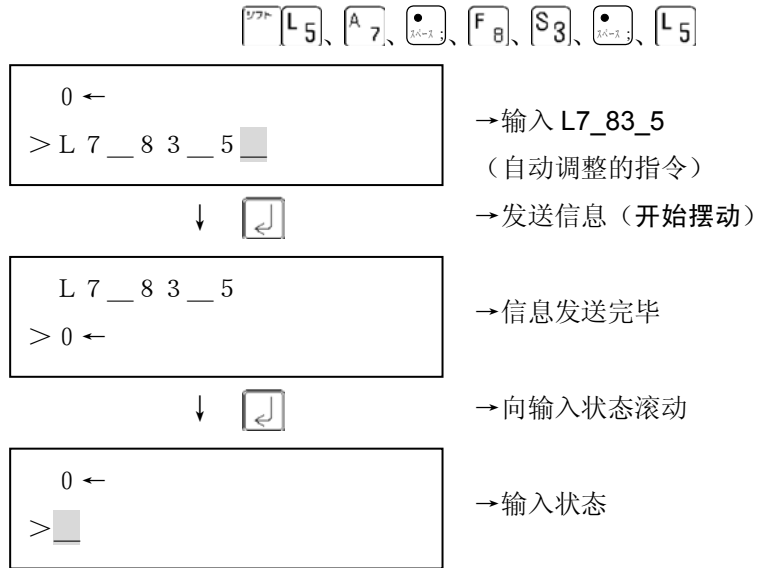 シフト L 5、A 7、● スペース ;、F 8、S 3、● スペース ;、L 5
0 ←
＞L 7 _ 8 3 _ 5 _
→输入 L7_83_5
（自动调整的指令）
↓ ↵ →发送信息（开始摆动）
L 7 _ 8 3 _ 5
＞0 ←
→信息发送完毕
↓ ↵ →向输入状态滚动
0 ←
＞_
→输入状态